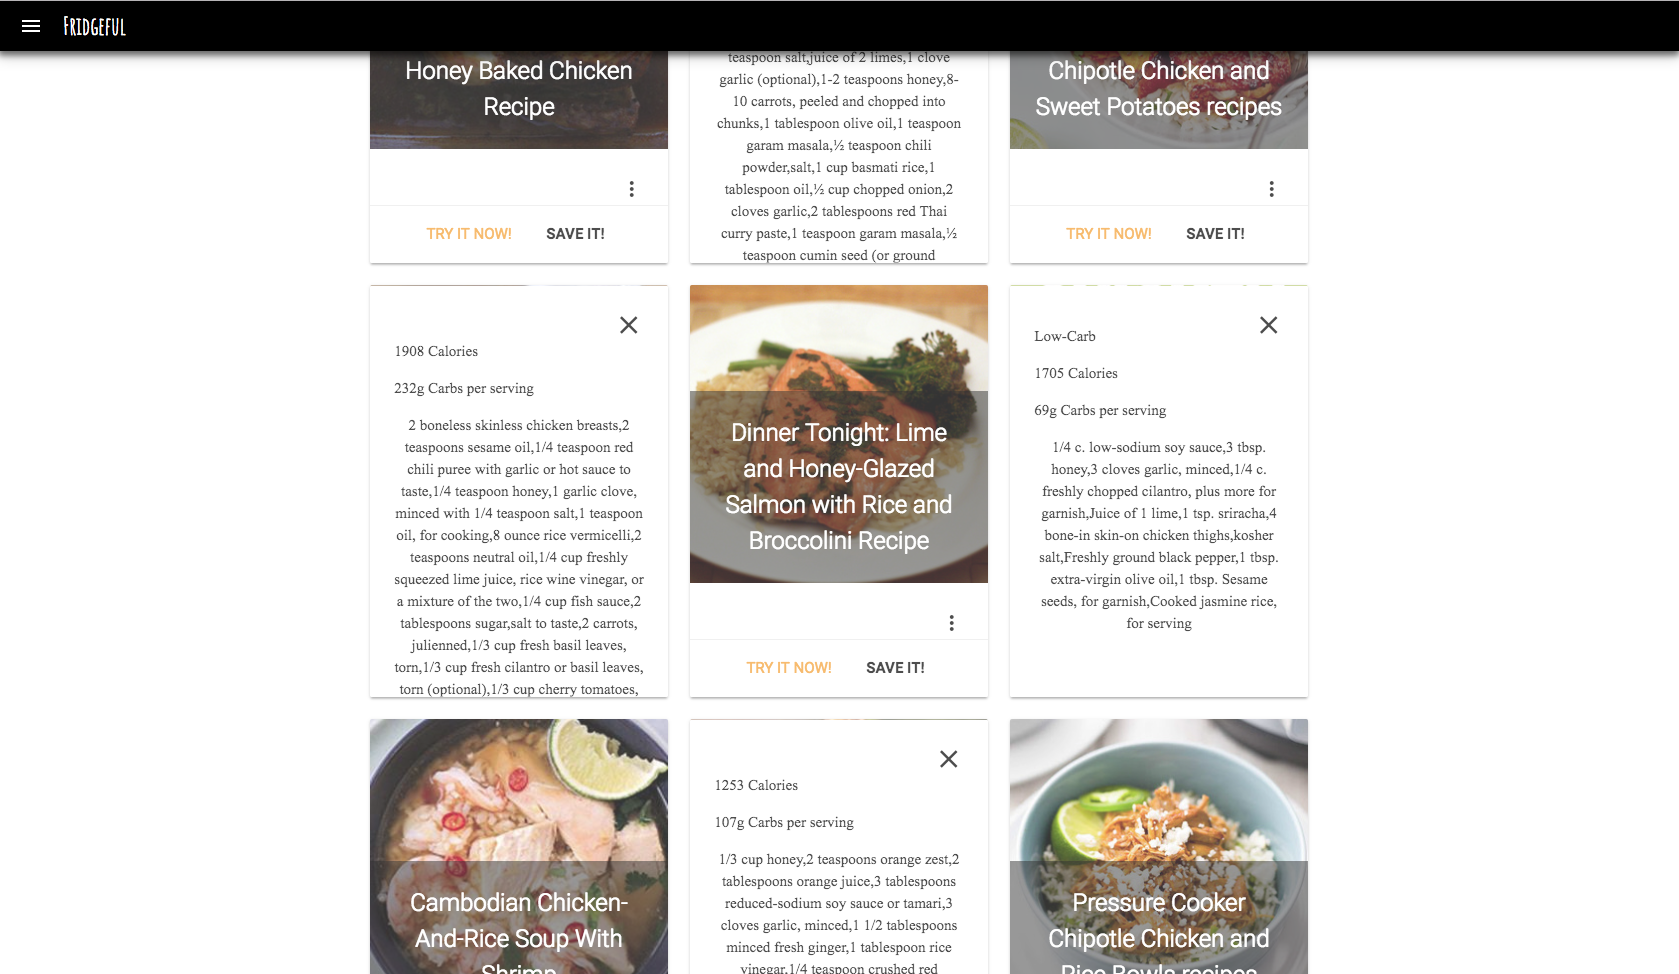 Fridgeful
Honey Baked Chicken
Recipe
TRY IT NOW!
SAVE IT!
teaspoon salt,juice of 2 limes,1 clove
garlic (optional),1-2 teaspoons honey,8-
10 carrots, peeled and chopped into
chunks,1 tablespoon olive oil,1 teaspoon
garam masala,½ teaspoon chili
powder,salt,1 cup basmati rice,1
tablespoon oil,½ cup chopped onion,2
cloves garlic,2 tablespoons red Thai
curry paste,1 teaspoon garam masala,½
teaspoon cumin seed (or ground
Chipotle Chicken and
Sweet Potatoes recipes
TRY IT NOW!
SAVE IT!
1908 Calories
232g Carbs per serving
2 boneless skinless chicken breasts,2
teaspoons sesame oil,1/4 teaspoon red
chili puree with garlic or hot sauce to
taste,1/4 teaspoon honey,1 garlic clove,
minced with 1/4 teaspoon salt,1 teaspoon
oil, for cooking,8 ounce rice vermicelli,2
teaspoons neutral oil,1/4 cup freshly
squeezed lime juice, rice wine vinegar, or
a mixture of the two,1/4 cup fish sauce,2
tablespoons sugar,salt to taste,2 carrots,
julienned,1/3 cup fresh basil leaves,
torn,1/3 cup fresh cilantro or basil leaves,
torn (optional),1/3 cup cherry tomatoes,
Dinner Tonight: Lime
and Honey-Glazed
Salmon with Rice and
Broccolini Recipe
TRY IT NOW!
SAVE IT!
Low-Carb
1705 Calories
69g Carbs per serving
1/4 c. low-sodium soy sauce,3 tbsp.
honey,3 cloves garlic, minced,1/4 c.
freshly chopped cilantro, plus more for
garnish,Juice of 1 lime,1 tsp. sriracha,4
bone-in skin-on chicken thighs,kosher
salt,Freshly ground black pepper,1 tbsp.
extra-virgin olive oil,1 tbsp. Sesame
seeds, for garnish,Cooked jasmine rice,
for serving
Cambodian Chicken-
And-Rice Soup With
Shrimp
1253 Calories
107g Carbs per serving
1/3 cup honey,2 teaspoons orange zest,2
tablespoons orange juice,3 tablespoons
reduced-sodium soy sauce or tamari,3
cloves garlic, minced,1 1/2 tablespoons
minced fresh ginger,1 tablespoon rice
vinegar,1/4 teaspoon crushed red
Pressure Cooker
Chipotle Chicken and
Rice Bowls recipes